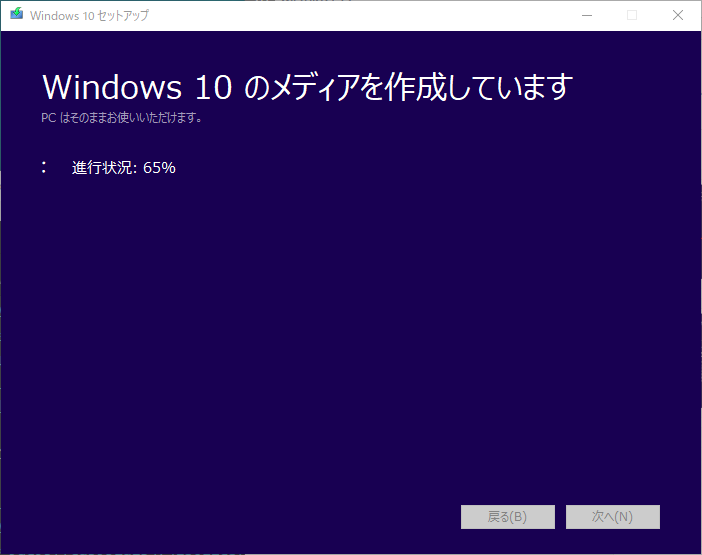 Windows 10 セットアップ
Windows 10 のメディアを作成しています
PC はそのままお使いいただけます。
進行状況: 65%
戻る(B)
次へ(N)